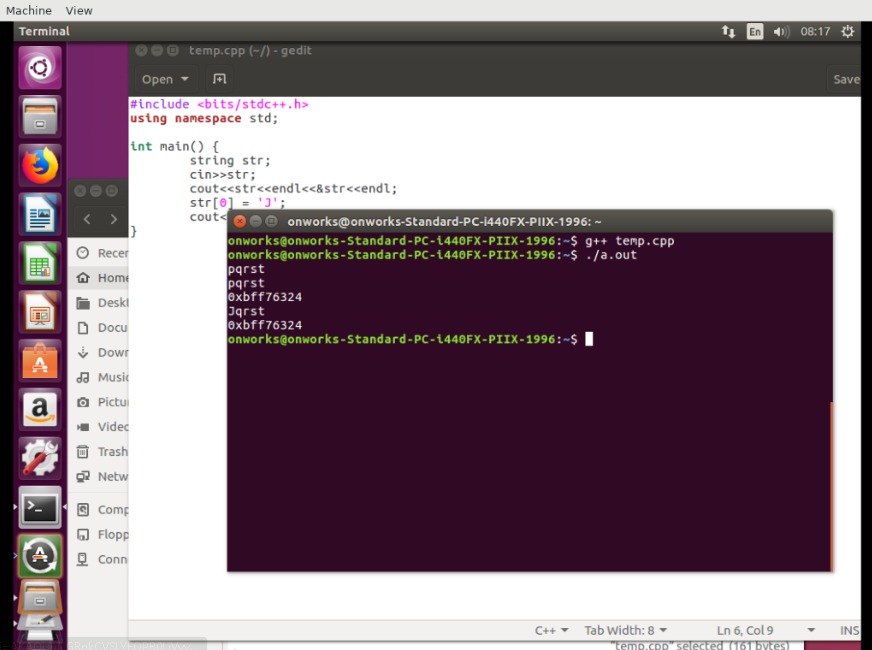 Machine View
Terminal
En
08:17
temp.cpp (~/) - gedit
Open
Save
#include <bits/stdc++.h>
using namespace std;
int main() {
string str;
cin>>str;
cout<<str<<endl<<&str<<endl;
str[0] = 'J';
cout<
}
onworks@onworks-Standard-PC-i440FX-PIIX-1996: ~
onworks@onworks-Standard-PC-i440FX-PIIX-1996:~$ g++ temp.cpp
onworks@onworks-Standard-PC-i440FX-PIIX-1996:~$ ./a.out
pqrst
pqrst
0xbff76324
Jqrst
0xbff76324
onworks@onworks-Standard-PC-i440FX-PIIX-1996:~$
Recer
Home
Deskt
Docu
Down
Music
Pictu
Video
Trash
Netw
Comp
Flopp
Conn
C++
Tab Width: 8
Ln 6, Col 9
INS
"temp.cpp" selected (161 bytes)